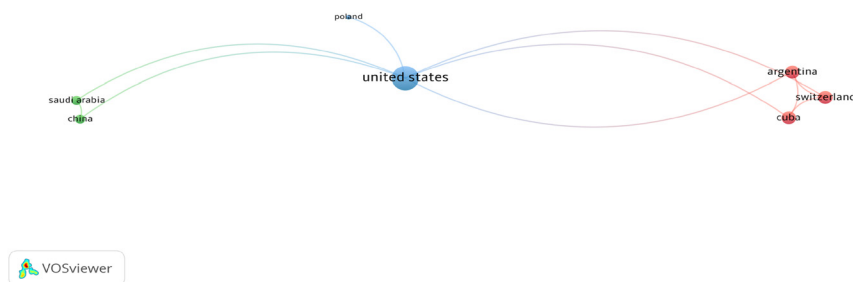 poland
united states
argentina
saudi arabia
switzerland
china
cuba
VOSviewer